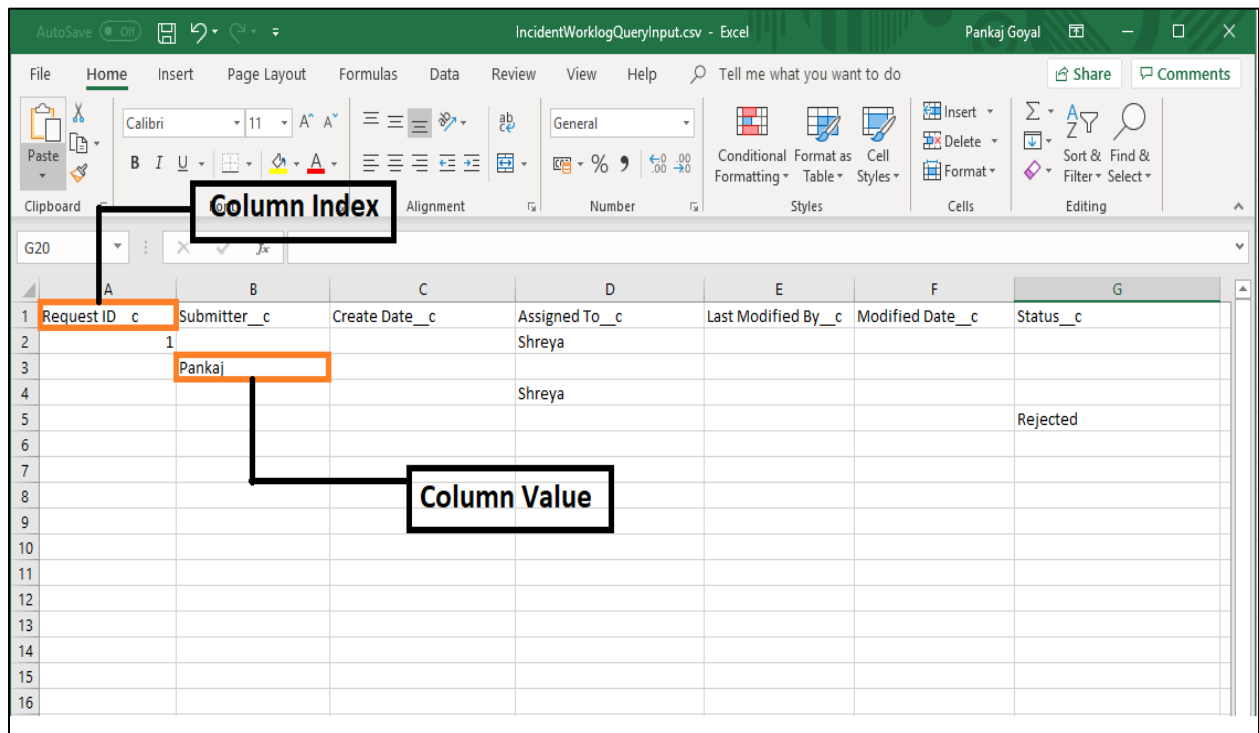 AutoSave Off IncidentWorklogQueryInput.csv - Excel Pankaj Goyal
File Home Insert Page Layout Formulas Data Review View Help Tell me what you want to do Share Comments
Calibri 11 General
Paste B I U Conditional Formatting Format as Table Cell Styles Insert Delete Format Sort & Filter Find & Select
Clipboard Alignment Number Styles Cells Editing
Column Index
G20 fx
A B C D E F G
1 Request ID__c Submitter__c Create Date__c Assigned To__c Last Modified By__c Modified Date__c Status__c
2 1 Shreya
3 Pankaj
4 Shreya
5 Rejected
6
7
8
Column Value
9
10
11
12
13
14
15
16